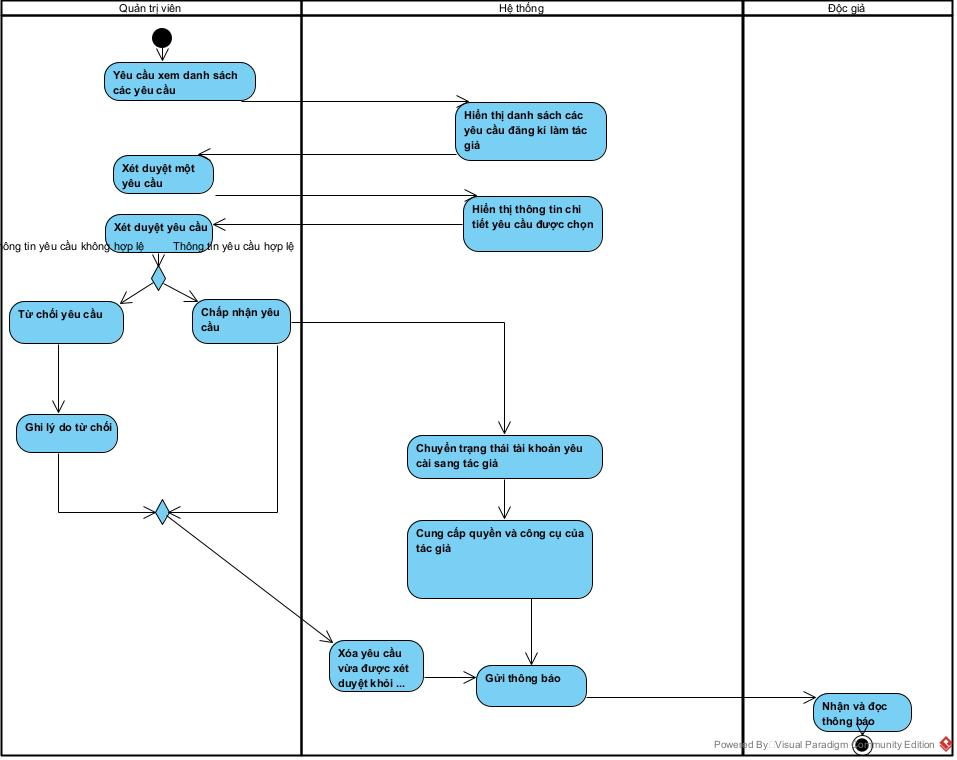 Quản trị viên
Hệ thống
Độc giả
Yêu cầu xem danh sách
các yêu cầu
Hiển thị danh sách các
yêu cầu đăng kí làm tác
giả
Xét duyệt một
yêu cầu
Hiển thị thông tin chi
tiết yêu cầu được chọn
Xét duyệt yêu cầu
ông tin yêu cầu không hợp lệ
Thông tin yêu cầu hợp lệ
Từ chối yêu cầu
Chấp nhận yêu
cầu
Ghi lý do từ chối
Chuyển trạng thái tài khoản yêu
cài sang tác giả
Cung cấp quyền và công cụ của
tác giả
Xóa yêu cầu
vừa được xét
duyệt khỏi ...
Gửi thông báo
Nhận và đọc
thông báo
Powered By Visual Paradigm Community Edition